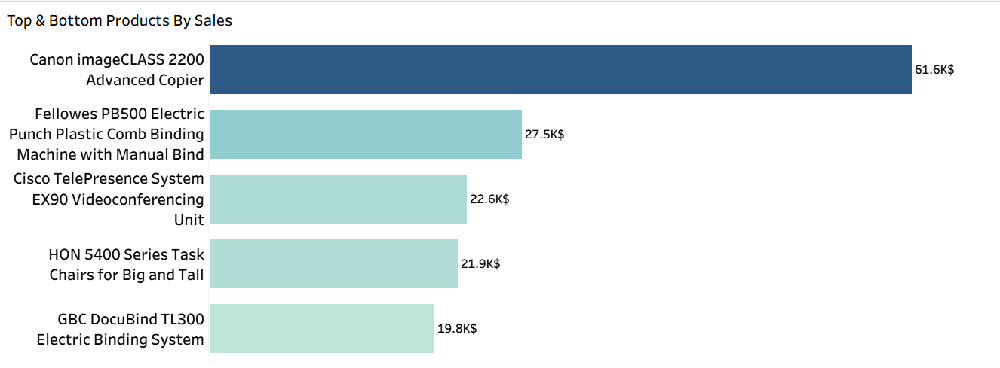 Top & Bottom Products By Sales
Canon imageCLASS 2200
Advanced Copier
61.6K$
Fellowes PB500 Electric
Punch Plastic Comb Binding
Machine with Manual Bind
27.5K$
Cisco TelePresence System
EX90 Videoconferencing
Unit
22.6K$
HON 5400 Series Task
Chairs for Big and Tall
21.9K$
GBC DocuBind TL300
Electric Binding System
19.8K$